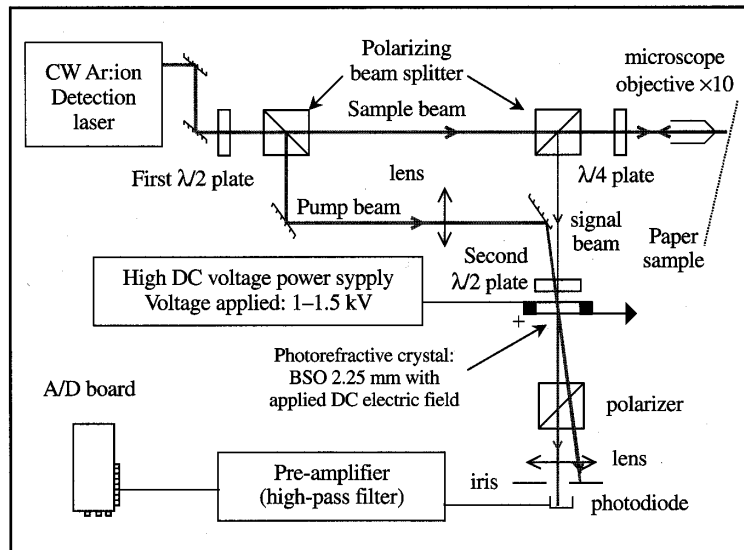 CW Ar:ion
Detection
laser
Polarizing
beam splitter
microscope
objective ×10
Sample beam
First λ/2 plate
lens
λ/4 plate
Pump beam
signal
beam
Paper
sample
Second
λ/2 plate
High DC voltage power sypply
Voltage applied: 1–1.5 kV
+
Photorefractive crystal:
BSO 2.25 mm with
applied DC electric field
A/D board
polarizer
Pre-amplifier
(high-pass filter)
iris
lens
photodiode